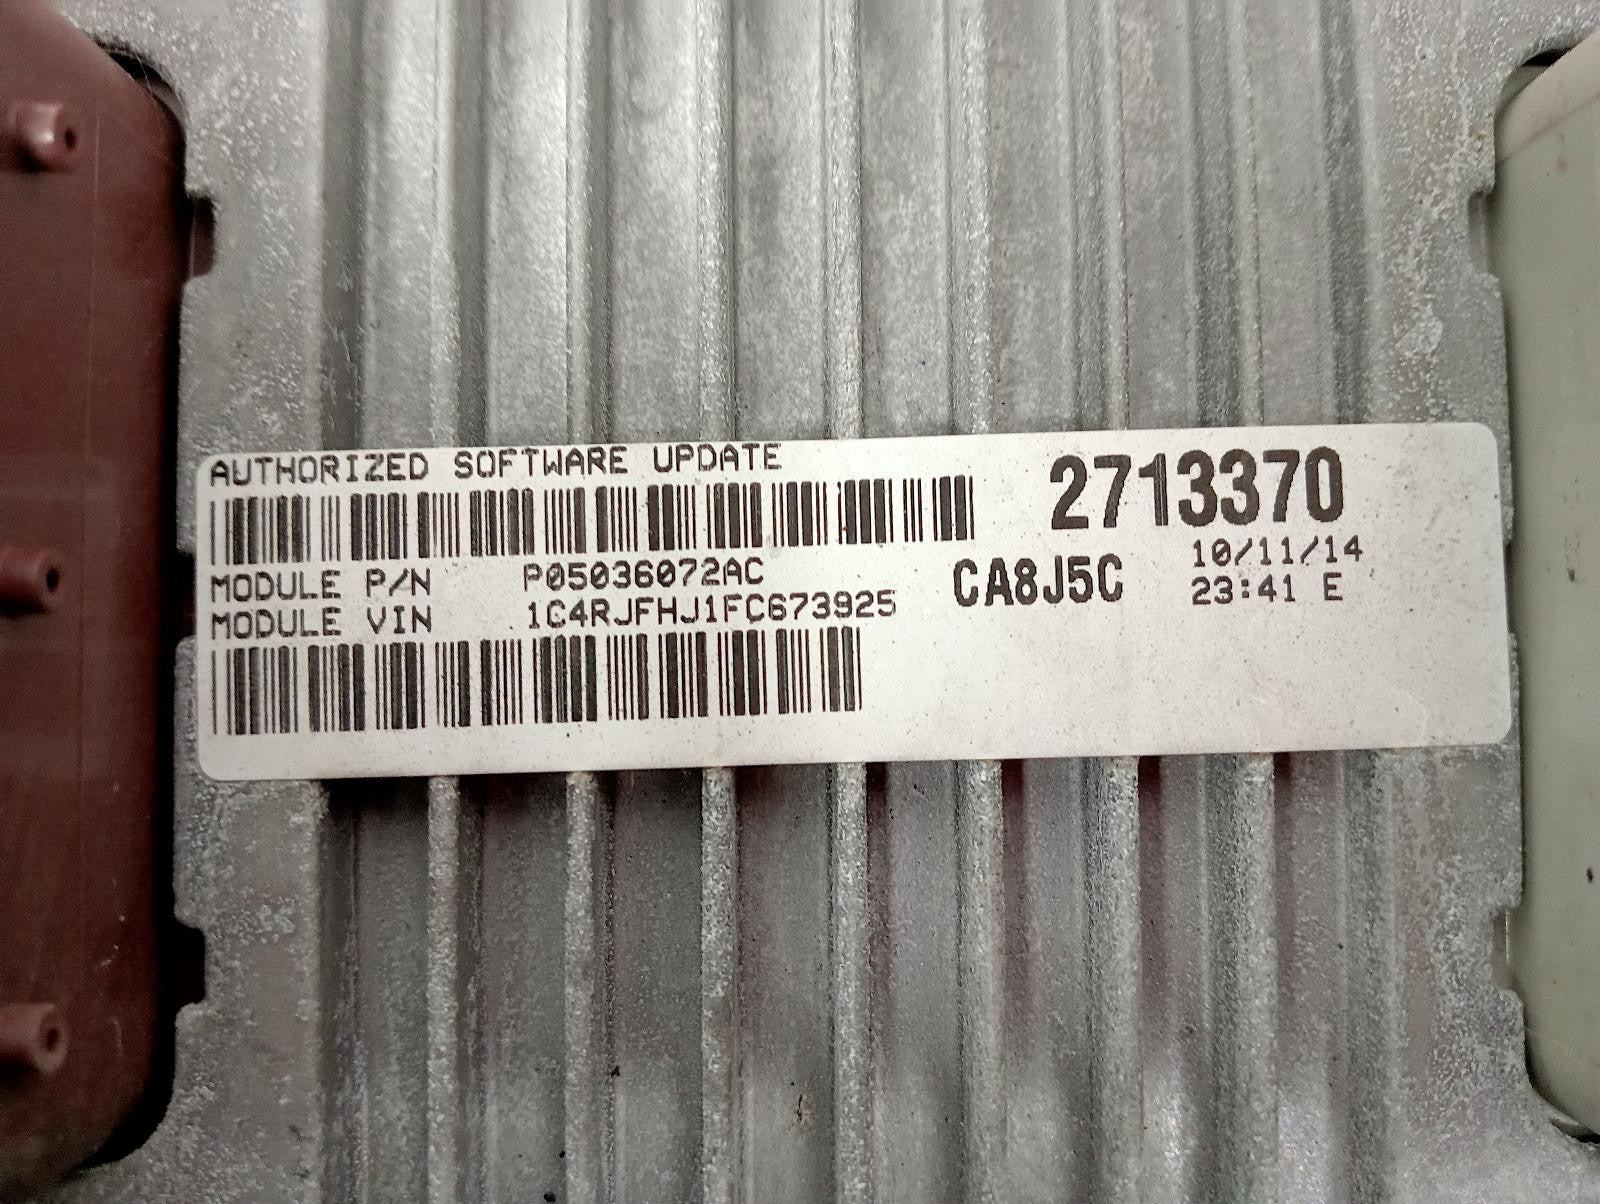 AUTHORIZED SOFTWARE UPDATE
2713370
MODULE P/N P05036072AC
MODULE VIN 1C4RJFHJ1FC673925
CA8J5C
10/11/14
23:41 E